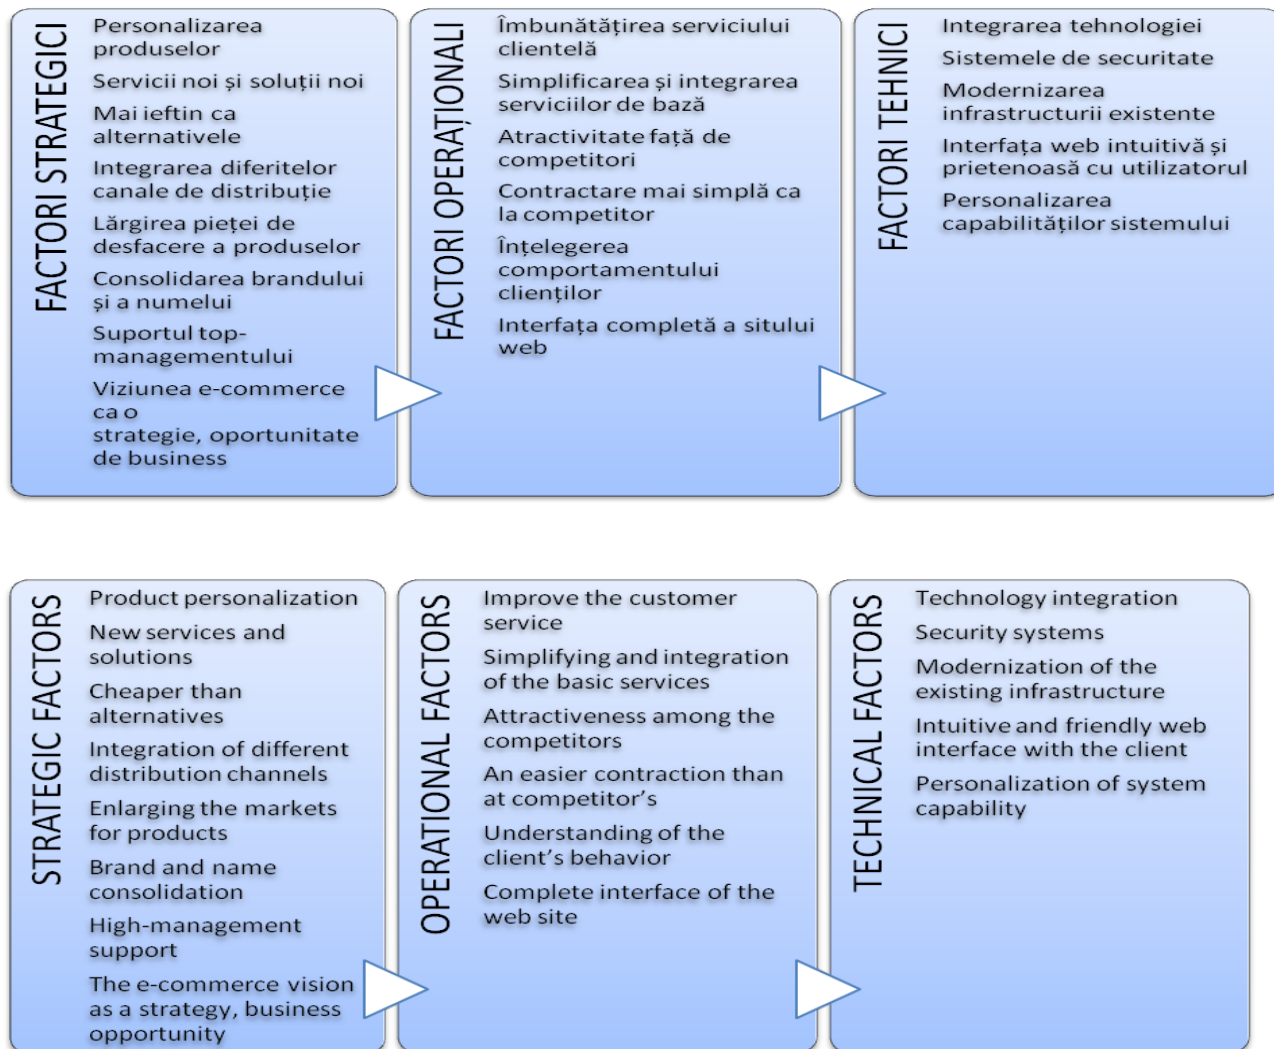 FACTORI STRATEGICI
Personalizarea
produselor
Servicii noi și soluții noi
Mai ieftin ca
alternativele
Integrarea diferitelor
canale de distribuție
Lărgirea pieței de
desfacere a produselor
Consolidarea brandului
și a numelui
Suportul top-
managementului
Viziunea e-commerce
ca o
strategie, oportunitate
de business
FACTORI OPERAȚIONALI
Îmbunătățirea serviciului
clientelă
Simplificarea și integrarea
serviciilor de bază
Atractivitate față de
competitori
Contractare mai simplă ca
la competitor
Înțelegerea
comportamentului
clienților
Interfața completă a sitului
web
FACTORI TEHNICI
Integrarea tehnologiei
Sistemele de securitate
Modernizarea
infrastructurii existente
Interfața web intuitivă și
prietenoasă cu utilizatorul
Personalizarea
capabilităților sistemului
STRATEGIC FACTORS
Product personalization
New services and
solutions
Cheaper than
alternatives
Integration of different
distribution channels
Enlarging the markets
for products
Brand and name
consolidation
High-management
support
The e-commerce vision
as a strategy, business
opportunity
OPERATIONAL FACTORS
Improve the customer
service
Simplifying and integration
of the basic services
Attractiveness among the
competitors
An easier contraction than
at competitor's
Understanding of the
client's behavior
Complete interface of the
web site
TECHNICAL FACTORS
Technology integration
Security systems
Modernization of the
existing infrastructure
Intuitive and friendly web
interface with the client
Personalization of system
capability